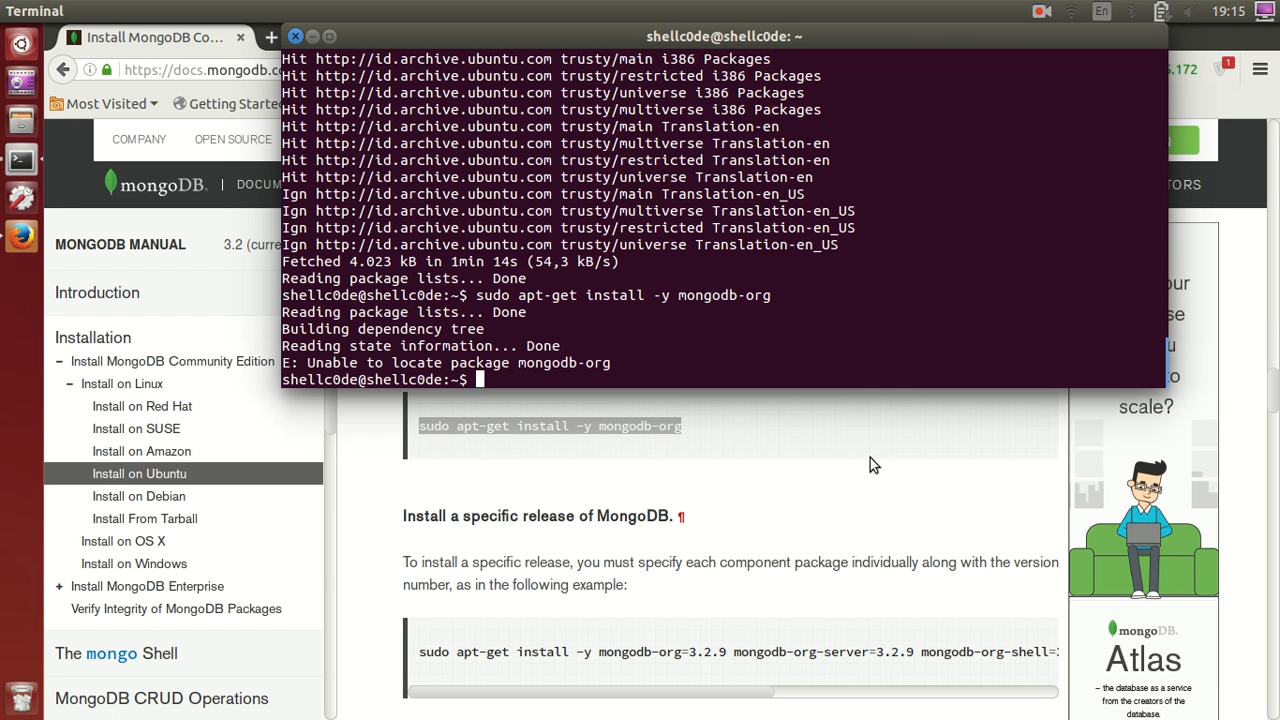 Terminal
En
19:15
Install MongoDB Co...
shellc0de@shellc0de: ~
https://docs.mongodb.c
5.172
1
Most Visited
Getting Starte
COMPANY
OPEN SOURCE
mongoDB.
DOCUM
TORS
Hit http://id.archive.ubuntu.com trusty/main i386 Packages
Hit http://id.archive.ubuntu.com trusty/restricted i386 Packages
Hit http://id.archive.ubuntu.com trusty/universe i386 Packages
Hit http://id.archive.ubuntu.com trusty/multiverse i386 Packages
Hit http://id.archive.ubuntu.com trusty/main Translation-en
Hit http://id.archive.ubuntu.com trusty/multiverse Translation-en
Hit http://id.archive.ubuntu.com trusty/restricted Translation-en
Hit http://id.archive.ubuntu.com trusty/universe Translation-en
Ign http://id.archive.ubuntu.com trusty/main Translation-en_US
Ign http://id.archive.ubuntu.com trusty/multiverse Translation-en_US
Ign http://id.archive.ubuntu.com trusty/restricted Translation-en_US
Ign http://id.archive.ubuntu.com trusty/universe Translation-en_US
Fetched 4.023 kB in 1min 14s (54,3 kB/s)
Reading package lists... Done
shellc0de@shellc0de:~$ sudo apt-get install -y mongodb-org
Reading package lists... Done
Building dependency tree
Reading state information... Done
E: Unable to locate package mongodb-org
shellc0de@shellc0de:~$
MONGODB MANUAL
3.2 (curre
Introduction
Installation
− Install MongoDB Community Edition
− Install on Linux
Install on Red Hat
Install on SUSE
Install on Amazon
Install on Ubuntu
Install on Debian
Install From Tarball
Install on OS X
Install on Windows
+ Install MongoDB Enterprise
Verify Integrity of MongoDB Packages
The mongo Shell
MongoDB CRUD Operations
sudo apt-get install -y mongodb-org
Install a specific release of MongoDB. ¶
To install a specific release, you must specify each component package individually along with the version
number, as in the following example:
sudo apt-get install -y mongodb-org=3.2.9 mongodb-org-server=3.2.9 mongodb-org-shell=3
our
se
u
to
scale?
mongoDB.
Atlas
– the database as a service
from the creators of the
database.